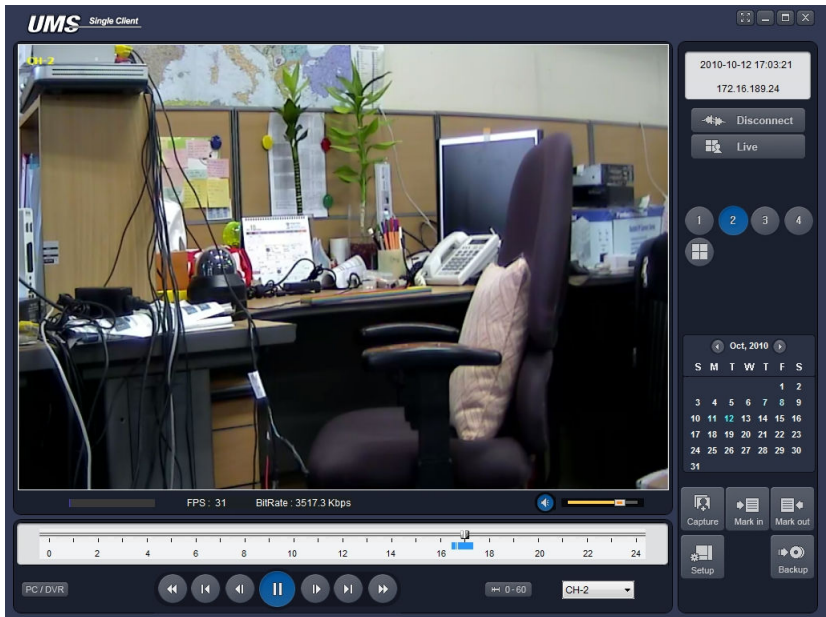 UMS Single Client
CH-2
2010-10-12 17:03:21
172.16.189.24
Disconnect
Live
1 2 3 4
Oct, 2010
S M T W T F S
1 2
3 4 5 6 7 8 9
10 11 12 13 14 15 16
17 18 19 20 21 22 23
24 25 26 27 28 29 30
31
FPS : 31 BitRate : 3517.3 Kbps
Capture Mark in Mark out
0 2 4 6 8 10 12 14 16 18 20 22 24
Setup Backup
PC / DVR
0-60
CH-2